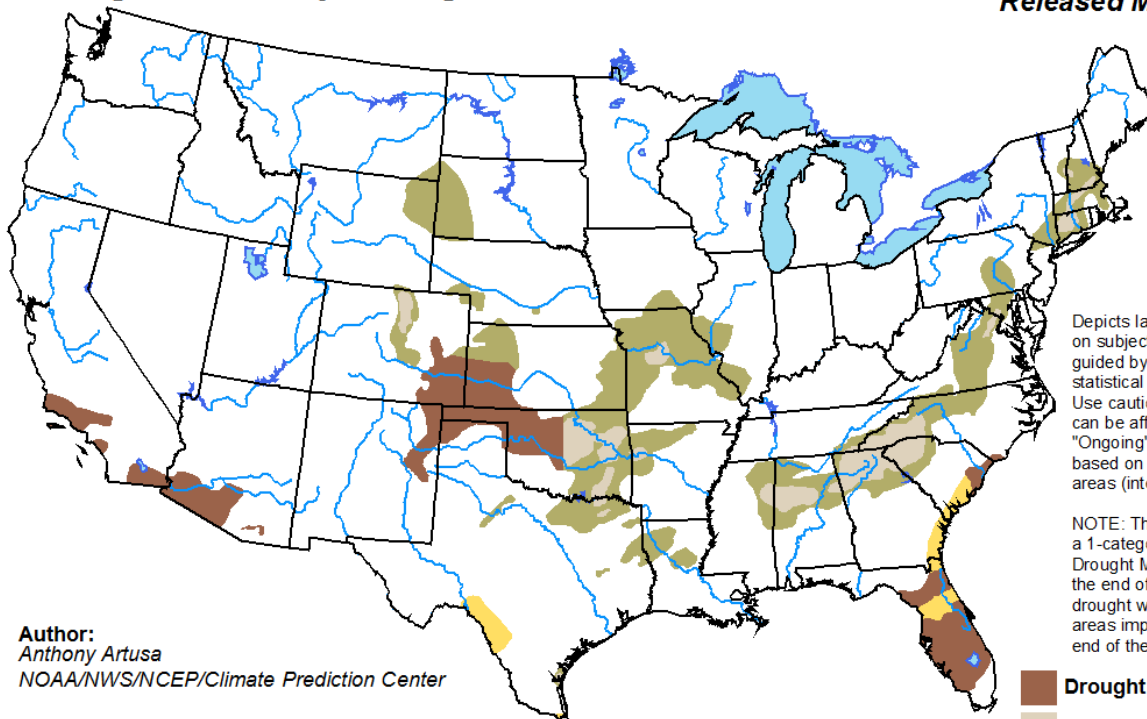 Released M
Depicts la
on subjec
guided by
statistical
Use cautio
can be affe
"Ongoing"
based on
areas (inte
NOTE: Th
a 1-catego
Drought M
the end of
drought w
areas imp
end of the
Author:
Anthony Artusa
NOAA/NWS/NCEP/Climate Prediction Center
Drought